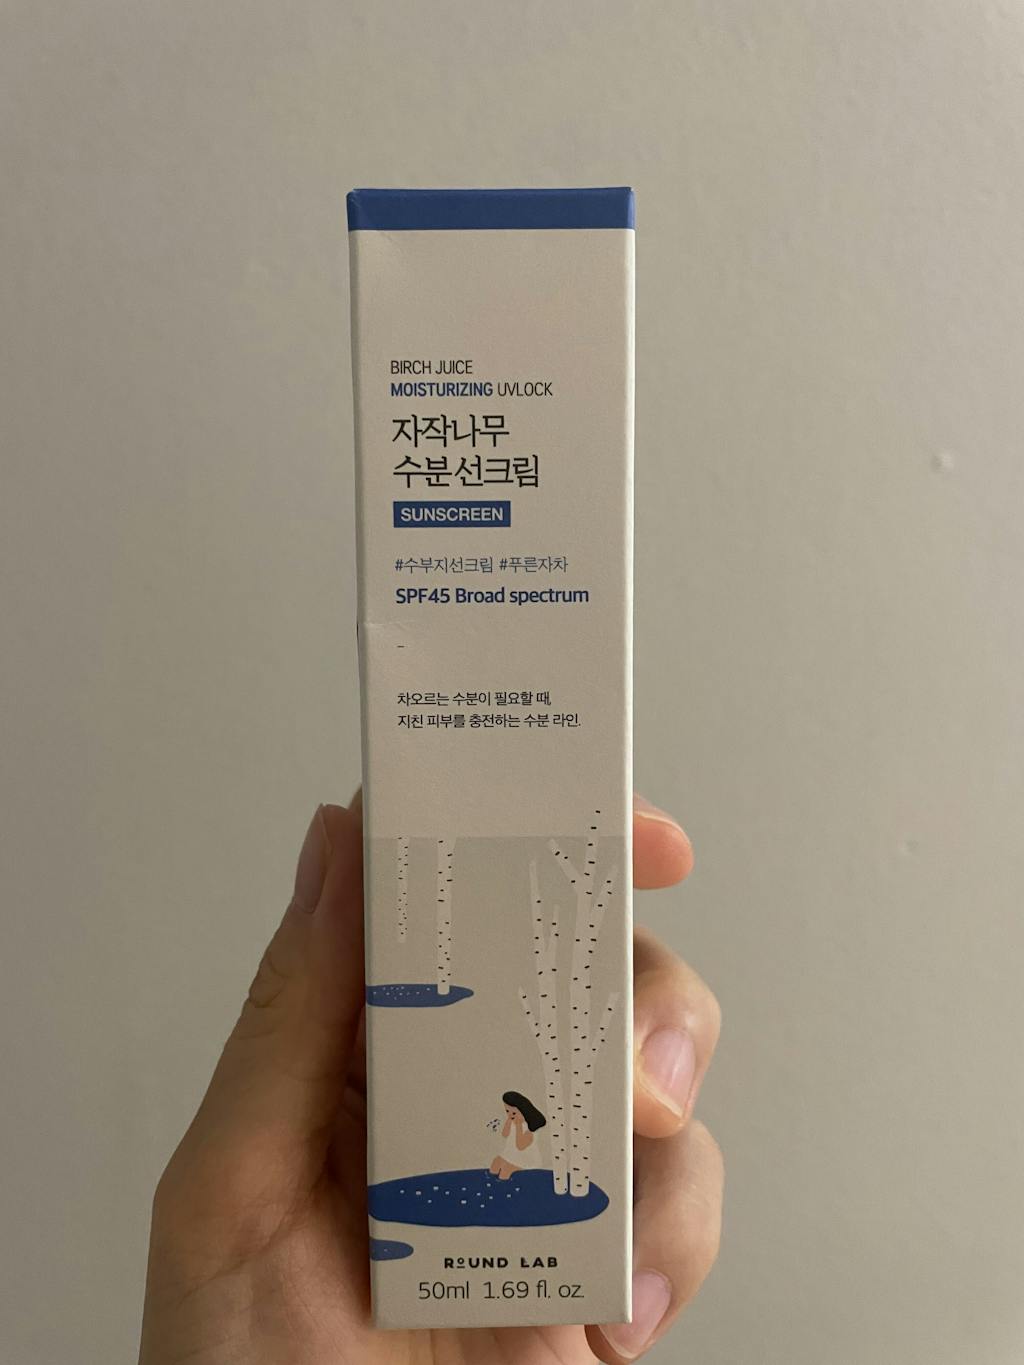 BIRCH JUICE
MOISTURIZING UVLOCK
자작나무
수분 선크림
SUNSCREEN
#수부지선크림 #푸른자차
SPF45 Broad spectrum
–
차오르는 수분이 필요할 때,
지친 피부를 충전하는 수분 라인.
ROUND LAB
50ml 1.69 fl. oz.